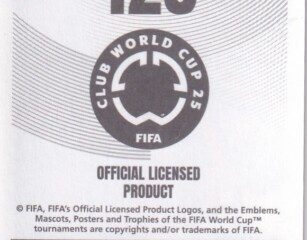 CLUB WORLD CUP 25
FIFA
OFFICIAL LICENSED
PRODUCT
© FIFA, FIFA's Official Licensed Product Logos, and the Emblems,
Mascots, Posters and Trophies of the FIFA World Cup™
tournaments are copyrights and/or trademarks of FIFA.